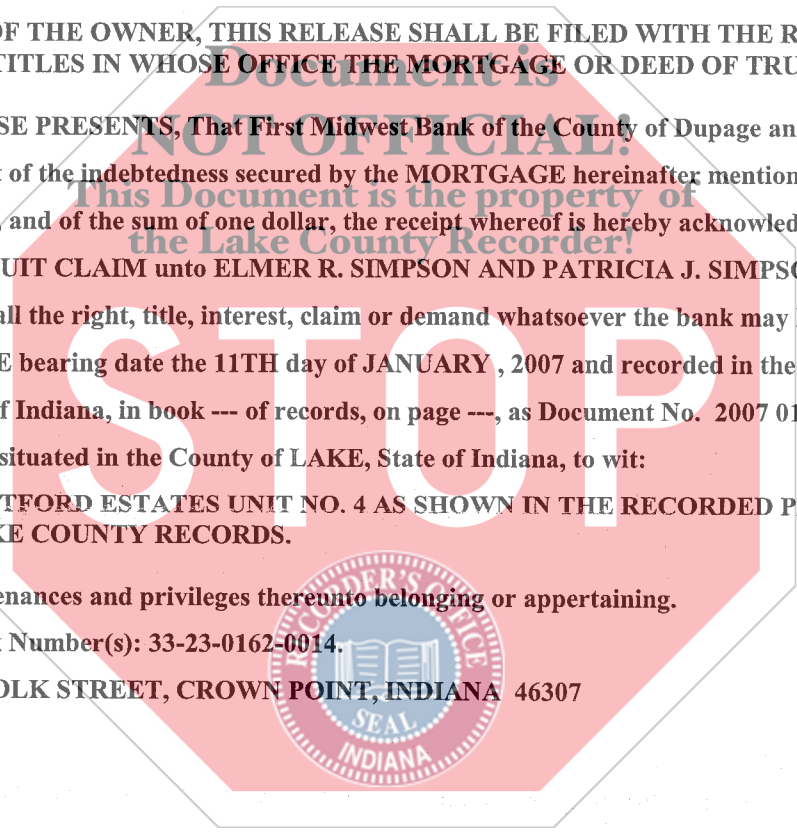 OF THE OWNER, THIS RELEASE SHALL BE FILED WITH THE R
TITLES IN WHOSE OFFICE THE MORTGAGE OR DEED OF TRU
Document is
SE PRESENTS, That First Midwest Bank of the County of Dupage an
NOT OFFICIAL!
t of the indebtedness secured by the MORTGAGE hereinafter mention
This Document is the property of
, and of the sum of one dollar, the receipt whereof is hereby acknowled
the Lake County Recorder!
UIT CLAIM unto ELMER R. SIMPSON AND PATRICIA J. SIMPSO
all the right, title, interest, claim or demand whatsoever the bank may
E bearing date the 11TH day of JANUARY , 2007 and recorded in the
of Indiana, in book --- of records, on page ---, as Document No. 2007 01
STOP
situated in the County of LAKE, State of Indiana, to wit:
TFORD ESTATES UNIT NO. 4 AS SHOWN IN THE RECORDED P
KE COUNTY RECORDS.
enances and privileges thereunto belonging or appertaining.
x Number(s): 33-23-0162-0014.
OLK STREET, CROWN POINT, INDIANA 46307
RECORDER'S OFFICE
SEAL
INDIANA